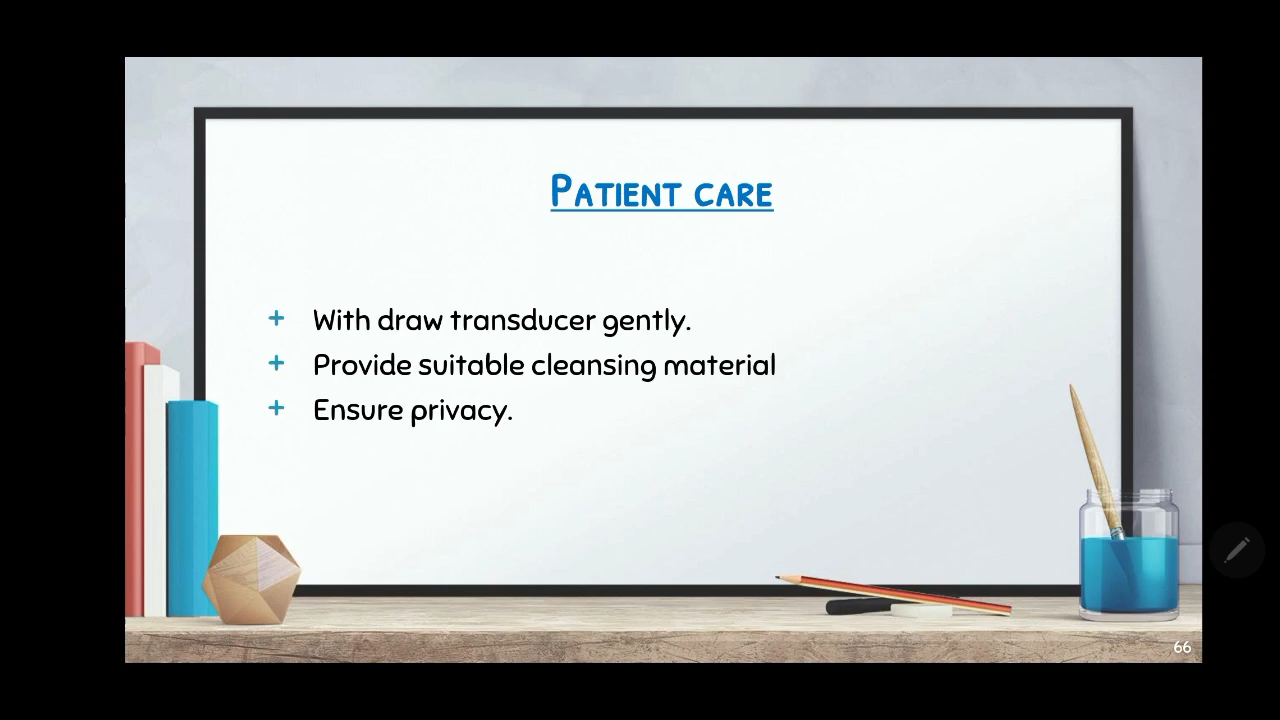 Patient care
+ With draw transducer gently.
+ Provide suitable cleansing material
+ Ensure privacy.
66